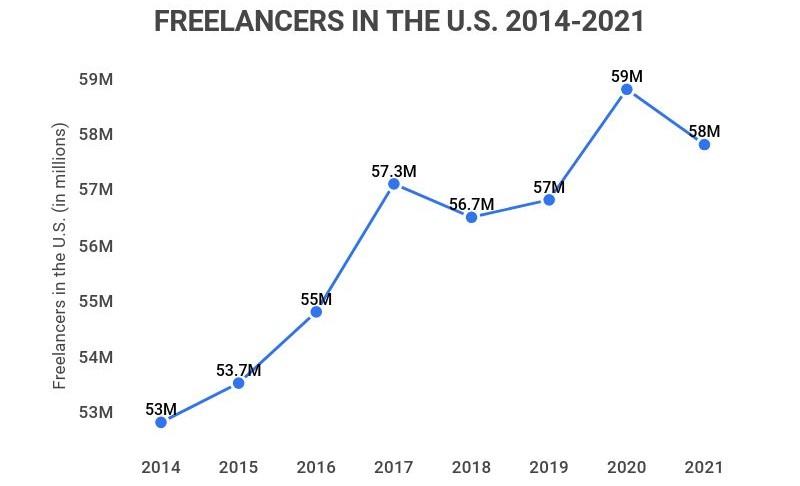 FREELANCERS IN THE U.S. 2014-2021
Freelancers in the U.S. (in millions)
59M
58M
57M
56M
55M
54M
53M
53M
53.7M
55M
57.3M
56.7M
57M
59M
58M
2014 2015 2016 2017 2018 2019 2020 2021